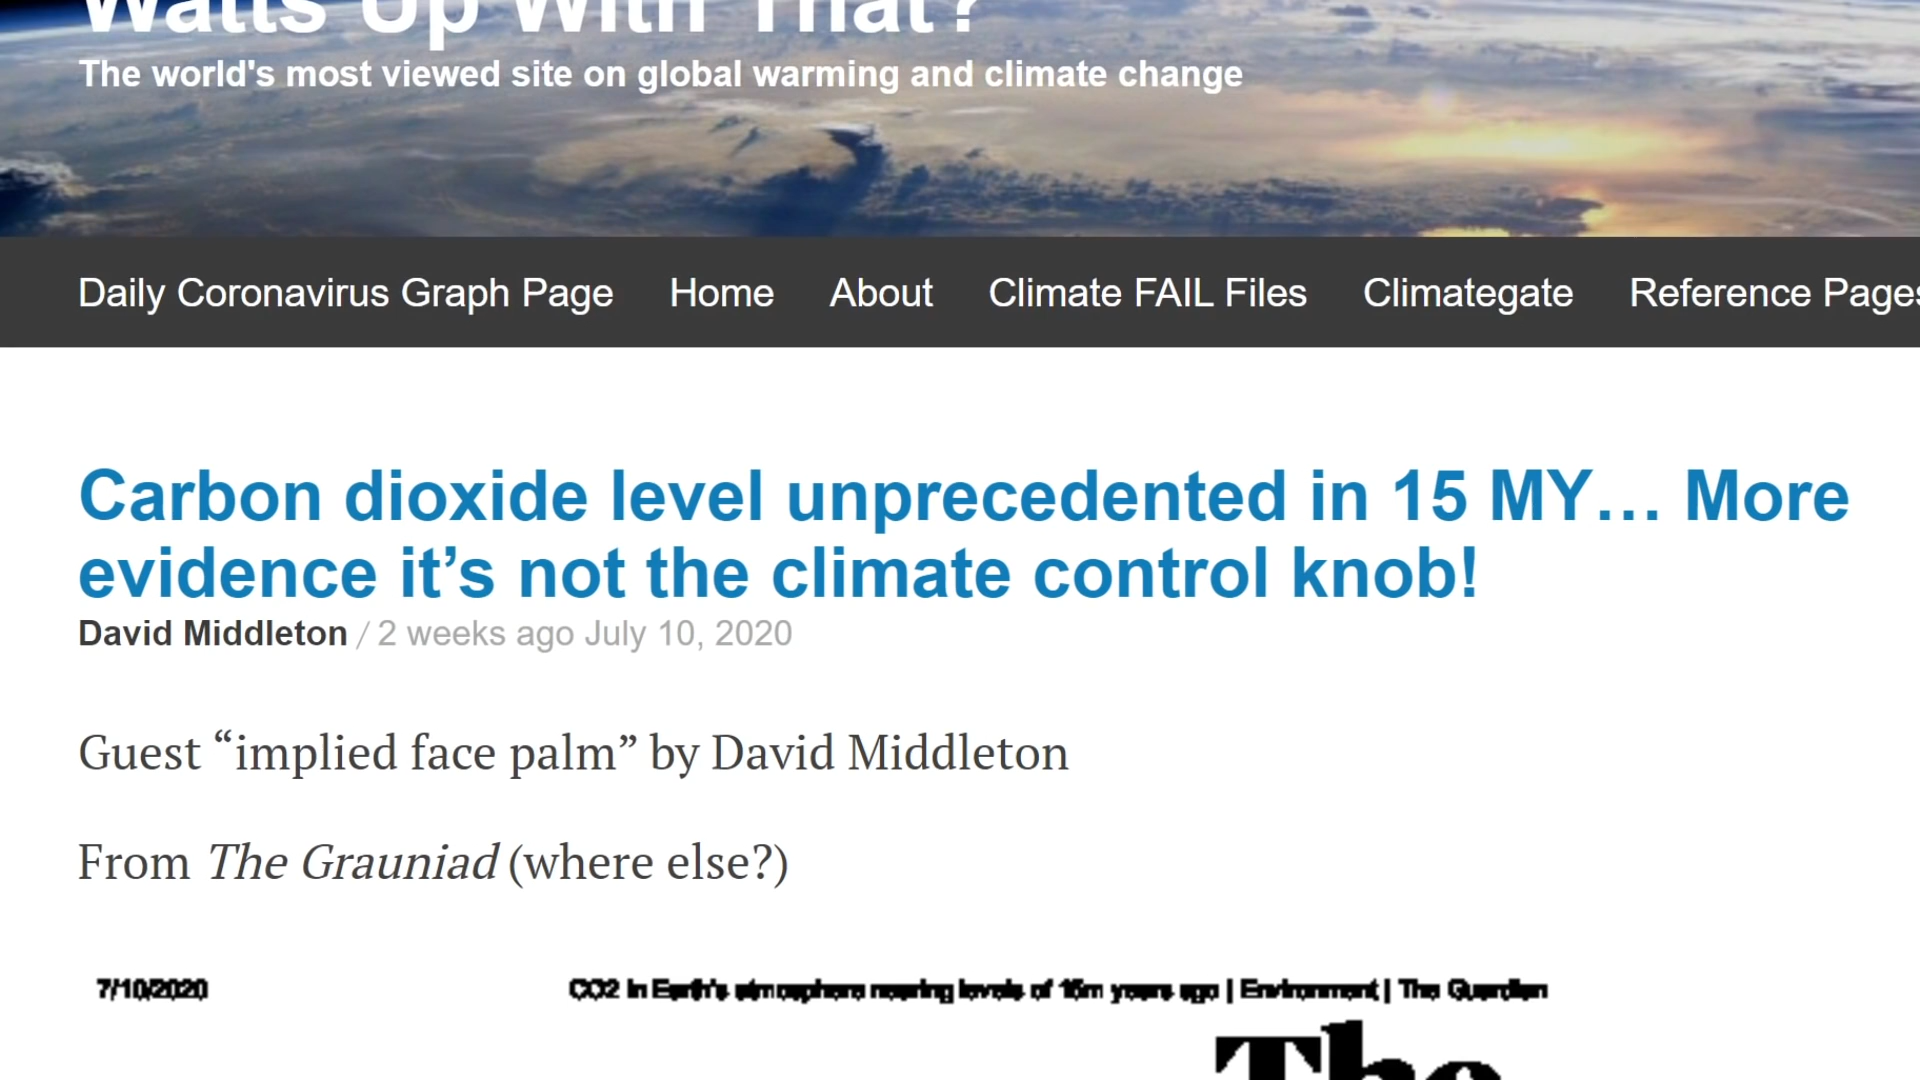 Watts Up With That?
The world's most viewed site on global warming and climate change
Daily Coronavirus Graph Page Home About Climate FAIL Files Climategate Reference Pages
Carbon dioxide level unprecedented in 15 MY… More
evidence it’s not the climate control knob!
David Middleton / 2 weeks ago July 10, 2020
Guest “implied face palm” by David Middleton
From The Grauniad (where else?)
7/10/2020 CO2 in Earth's atmosphere nearing levels of 15m years ago | Environment | The Guardian
The